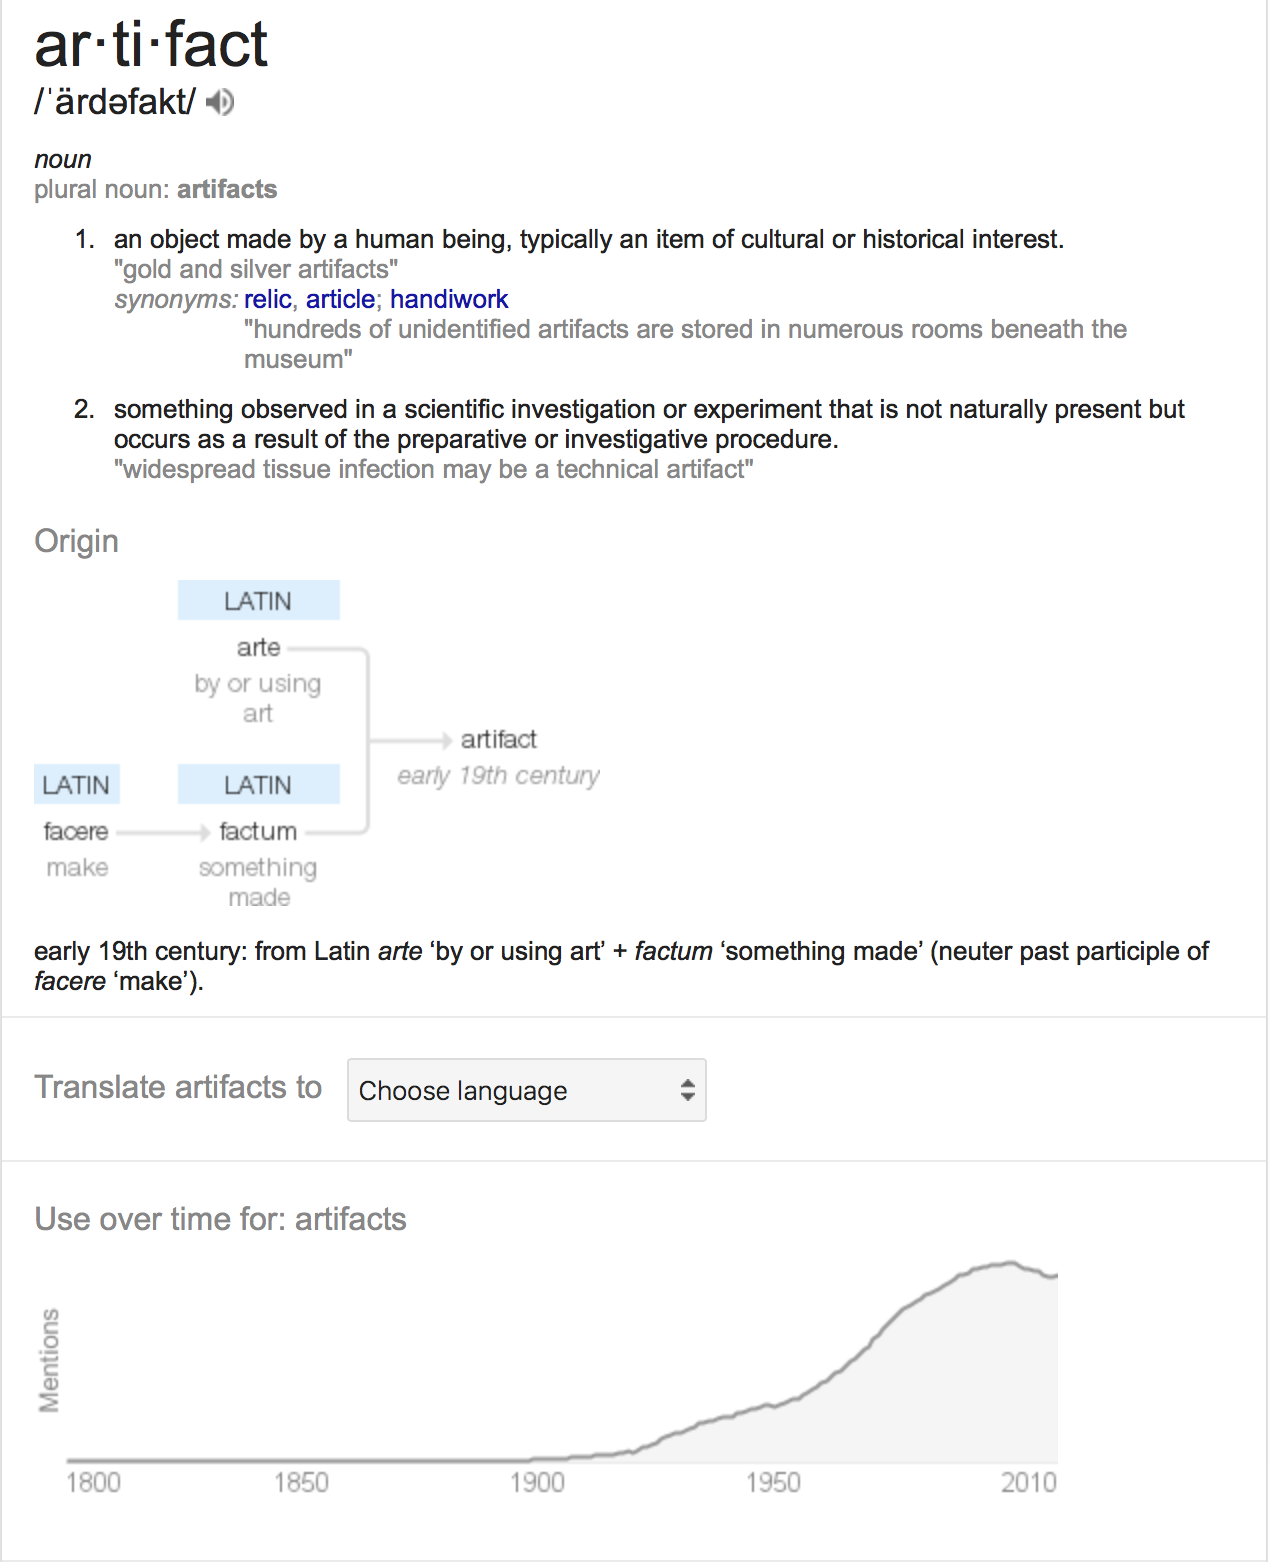 ar·ti·fact
/ˈärdəfakt/
noun
plural noun: artifacts
1. an object made by a human being, typically an item of cultural or historical interest.
"gold and silver artifacts"
synonyms: relic, article; handiwork
"hundreds of unidentified artifacts are stored in numerous rooms beneath the
museum"
2. something observed in a scientific investigation or experiment that is not naturally present but
occurs as a result of the preparative or investigative procedure.
"widespread tissue infection may be a technical artifact"
Origin
LATIN
arte
by or using
art
artifact
early 19th century
LATIN LATIN
facere factum
make something
made
early 19th century: from Latin arte ‘by or using art’ + factum ‘something made’ (neuter past participle of
facere ‘make’).
Translate artifacts to Choose language
Use over time for: artifacts
Mentions
1800 1850 1900 1950 2010